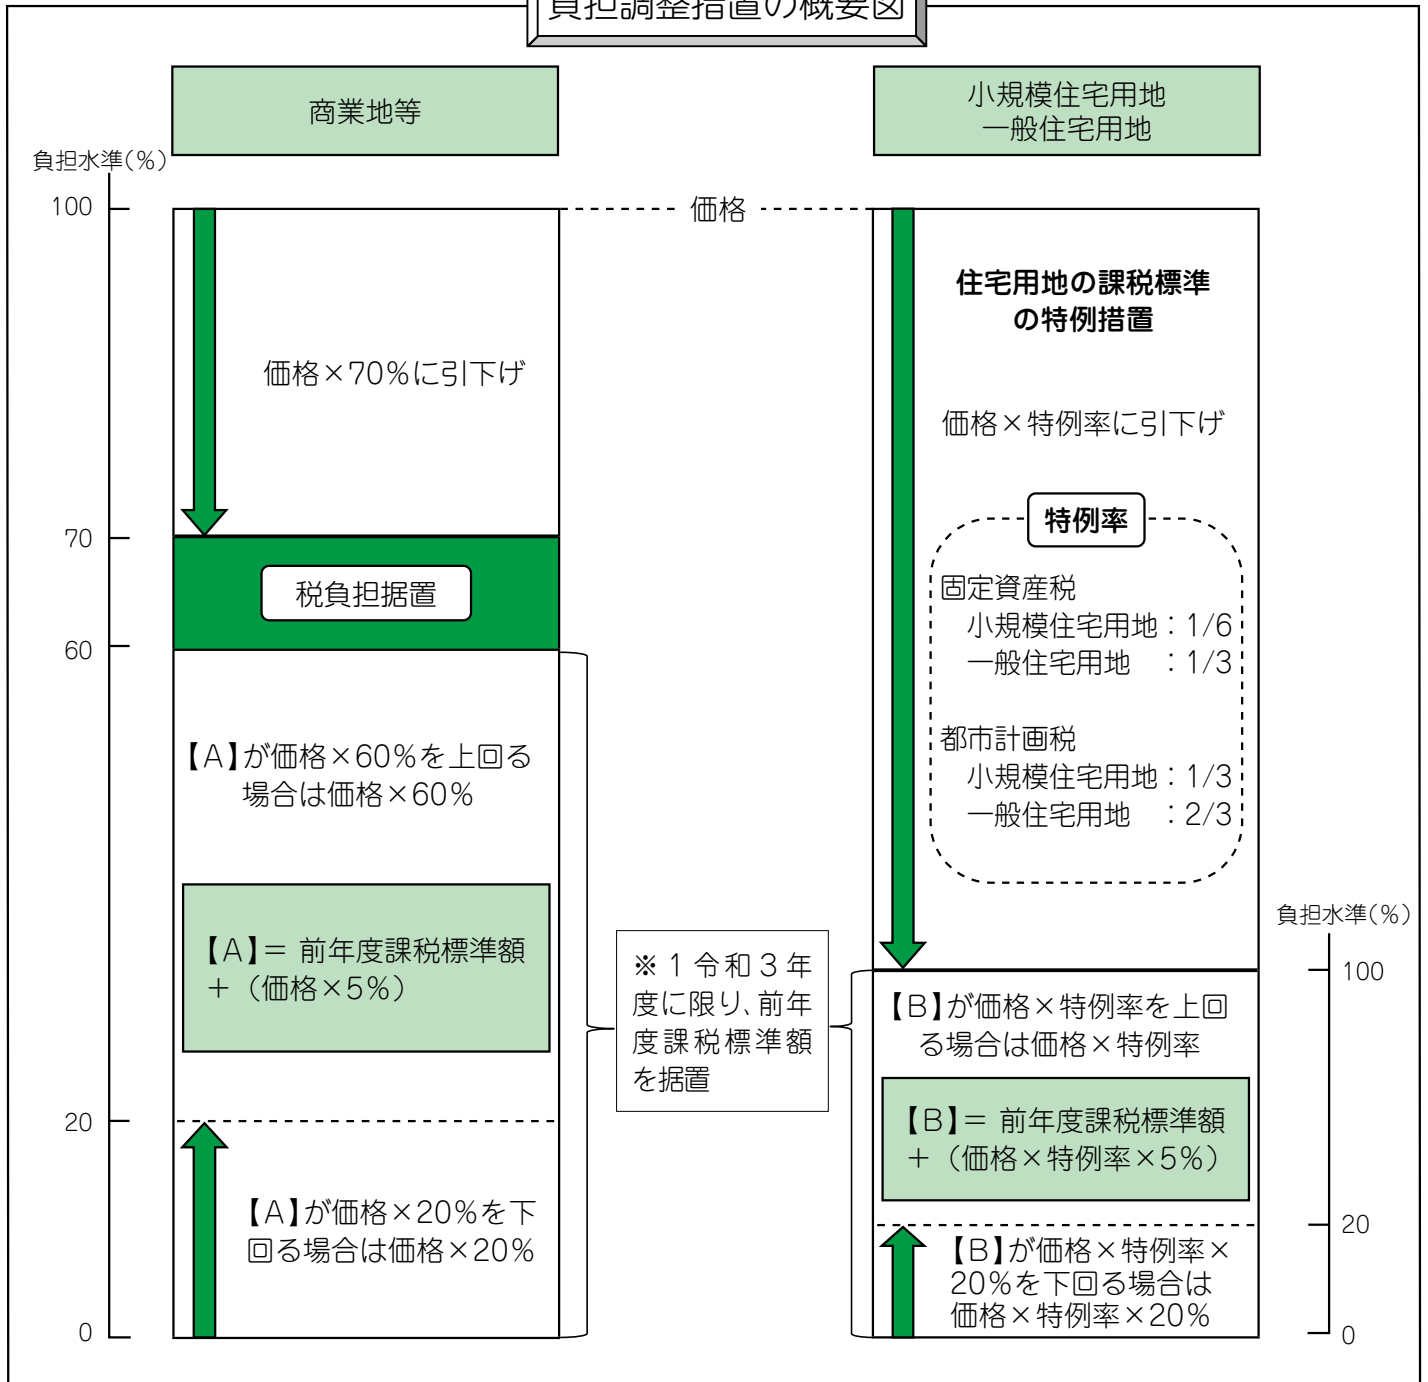 負担調整措置の概要図
商業地等
小規模住宅用地
一般住宅用地
負担水準(%)
100
価格
価格×70%に引下げ
70
税負担据置
60
【A】が価格×60%を上回る
場合は価格×60%
【A】= 前年度課税標準額
+(価格×5%)
20
【A】が価格×20%を下
回る場合は価格×20%
0
※1令和3年
度に限り、前年
度課税標準額
を据置
住宅用地の課税標準
の特例措置
価格×特例率に引下げ
特例率
固定資産税
小規模住宅用地:1/6
一般住宅用地 :1/3
都市計画税
小規模住宅用地:1/3
一般住宅用地 :2/3
負担水準(%)
100
【B】が価格×特例率を上回
る場合は価格×特例率
【B】= 前年度課税標準額
+(価格×特例率×5%)
20
【B】が価格×特例率×
20%を下回る場合は
価格×特例率×20%
0